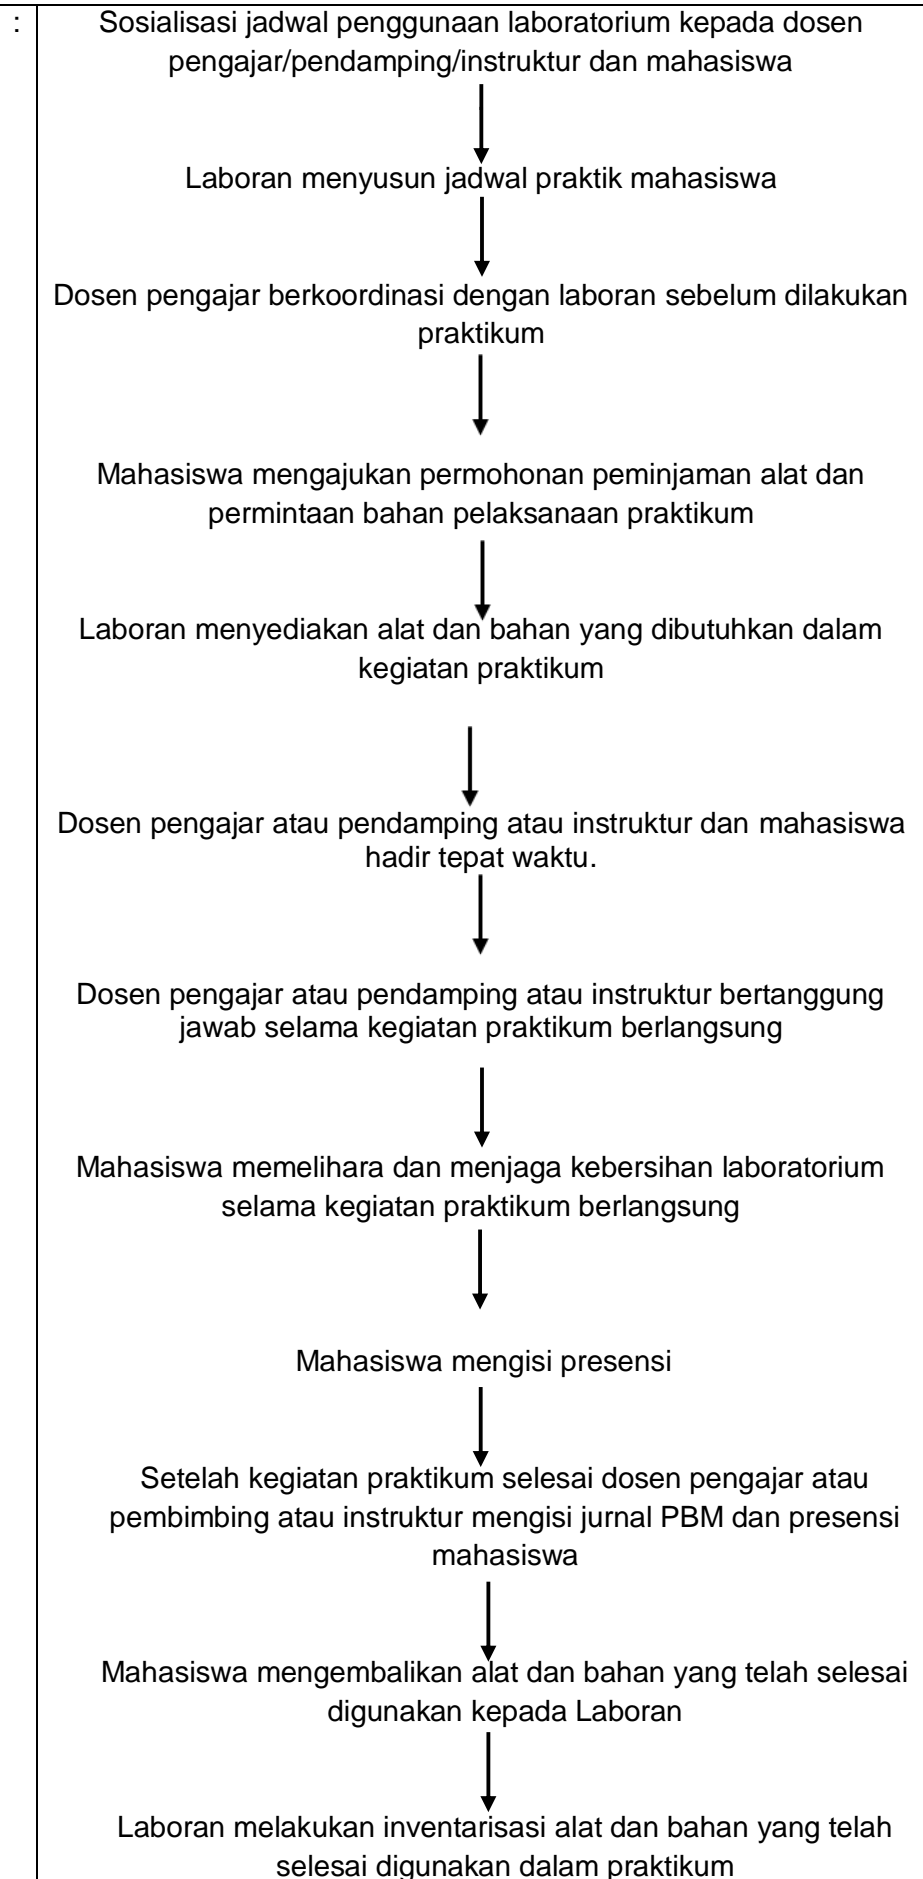 : Sosialisasi jadwal penggunaan laboratorium kepada dosen
pengajar/pendamping/instruktur dan mahasiswa
Laboran menyusun jadwal praktik mahasiswa
Dosen pengajar berkoordinasi dengan laboran sebelum dilakukan
praktikum
Mahasiswa mengajukan permohonan peminjaman alat dan
permintaan bahan pelaksanaan praktikum
Laboran menyediakan alat dan bahan yang dibutuhkan dalam
kegiatan praktikum
Dosen pengajar atau pendamping atau instruktur dan mahasiswa
hadir tepat waktu.
Dosen pengajar atau pendamping atau instruktur bertanggung
jawab selama kegiatan praktikum berlangsung
Mahasiswa memelihara dan menjaga kebersihan laboratorium
selama kegiatan praktikum berlangsung
Mahasiswa mengisi presensi
Setelah kegiatan praktikum selesai dosen pengajar atau
pembimbing atau instruktur mengisi jurnal PBM dan presensi
mahasiswa
Mahasiswa mengembalikan alat dan bahan yang telah selesai
digunakan kepada Laboran
Laboran melakukan inventarisasi alat dan bahan yang telah
selesai digunakan dalam praktikum